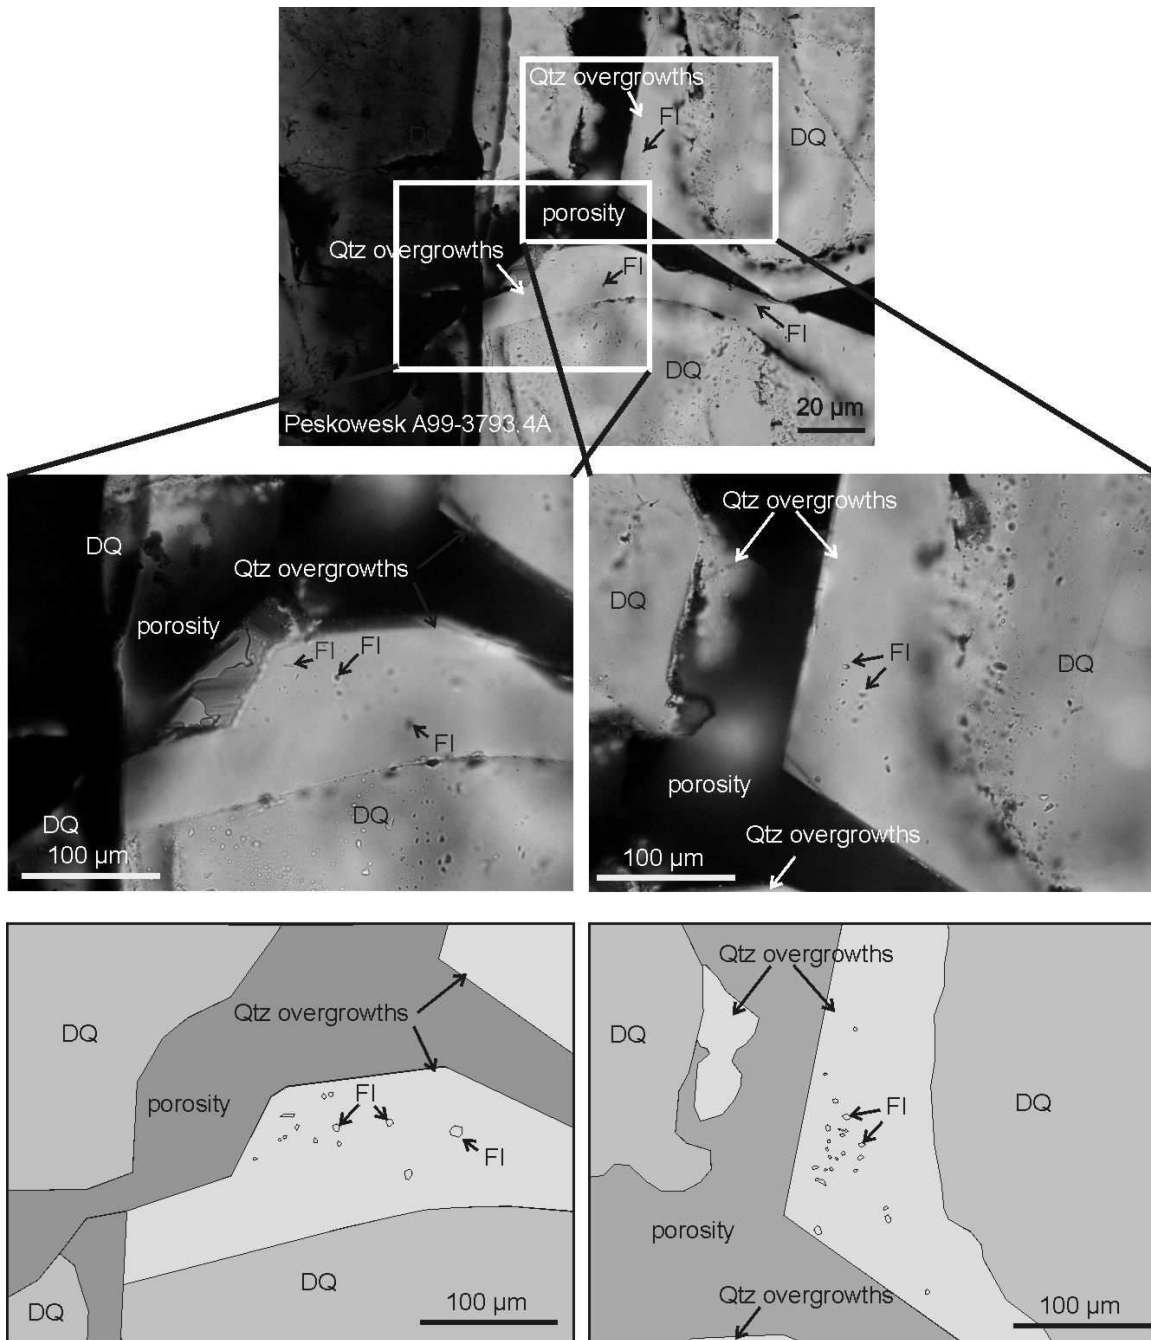 Qtz overgrowths
FI
DQ
DQ
porosity
Qtz overgrowths
FI
FI
DQ
20 µm
Peskowesk A99-3793.4A
DQ
Qtz overgrowths
porosity
FI
FI
FI
DQ
DQ
100 µm
Qtz overgrowths
DQ
FI
DQ
porosity
Qtz overgrowths
100 µm
DQ
Qtz overgrowths
porosity
FI
FI
DQ
DQ
100 µm
Qtz overgrowths
DQ
FI
DQ
porosity
Qtz overgrowths
100 µm